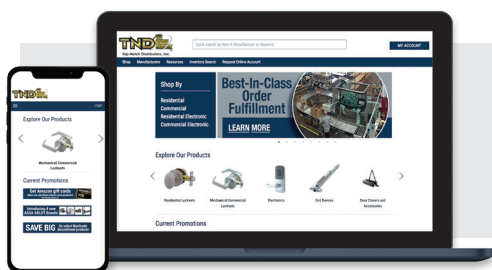 TND
Explore Our Products
Mechanical Commercial
Locksets
Current Promotions
Get Amazon gift cards
Introducing 4 core
ASSA ABLOY Brands
SAVE BIG
TND
Top Notch Distributors, Inc.
Quick search by Item #, Manufacturer or Keyword
MY ACCOUNT
Shop Manufacturers Resources Inventory Search Request Online Account
Shop By
Residential
Commercial
Residential Electronic
Commercial Electronic
Best-In-Class
Order
Fulfillment
LEARN MORE
Explore Our Products
Residential Locksets
Mechanical Commercial
Locksets
Electronics
Exit Devices
Door Closers and
Accessories
Current Promotions